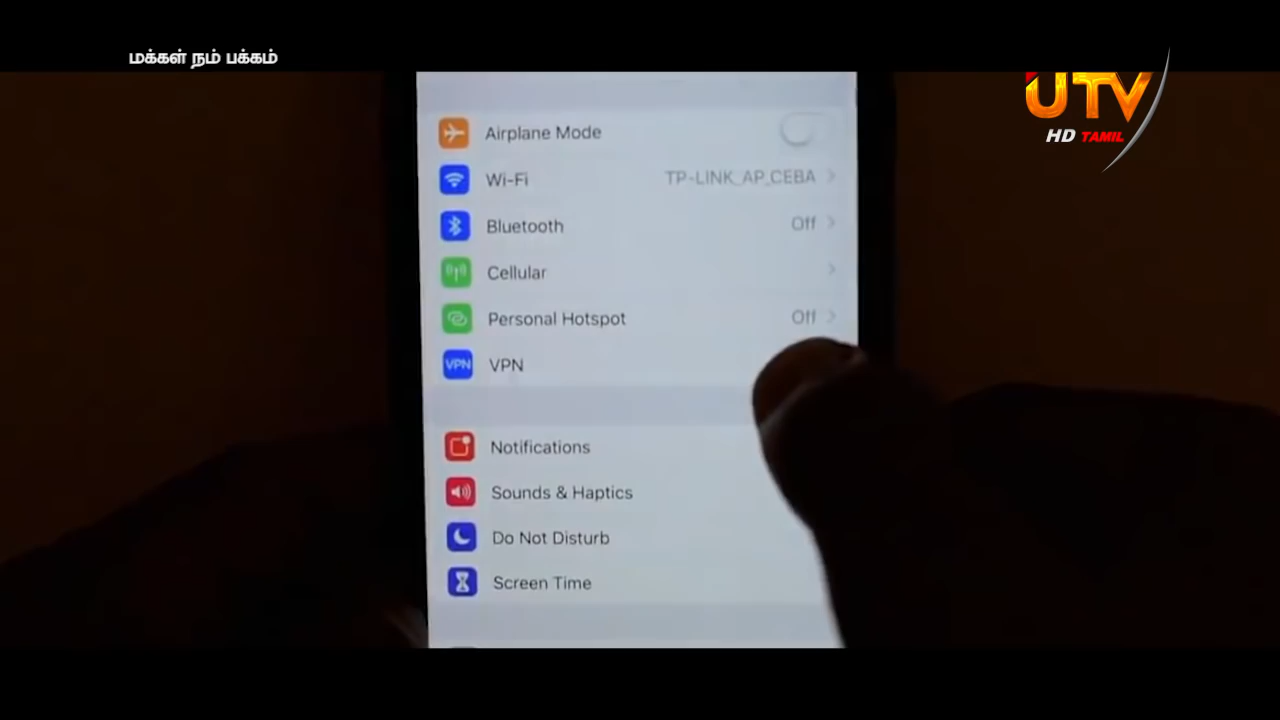 மக்கள் நம் பக்கம்
UTV
HD TAMIL
Airplane Mode
Wi-Fi TP-LINK_AP_CEBA
Bluetooth Off
Cellular
Personal Hotspot Off
VPN VPN
Notifications
Sounds & Haptics
Do Not Disturb
Screen Time